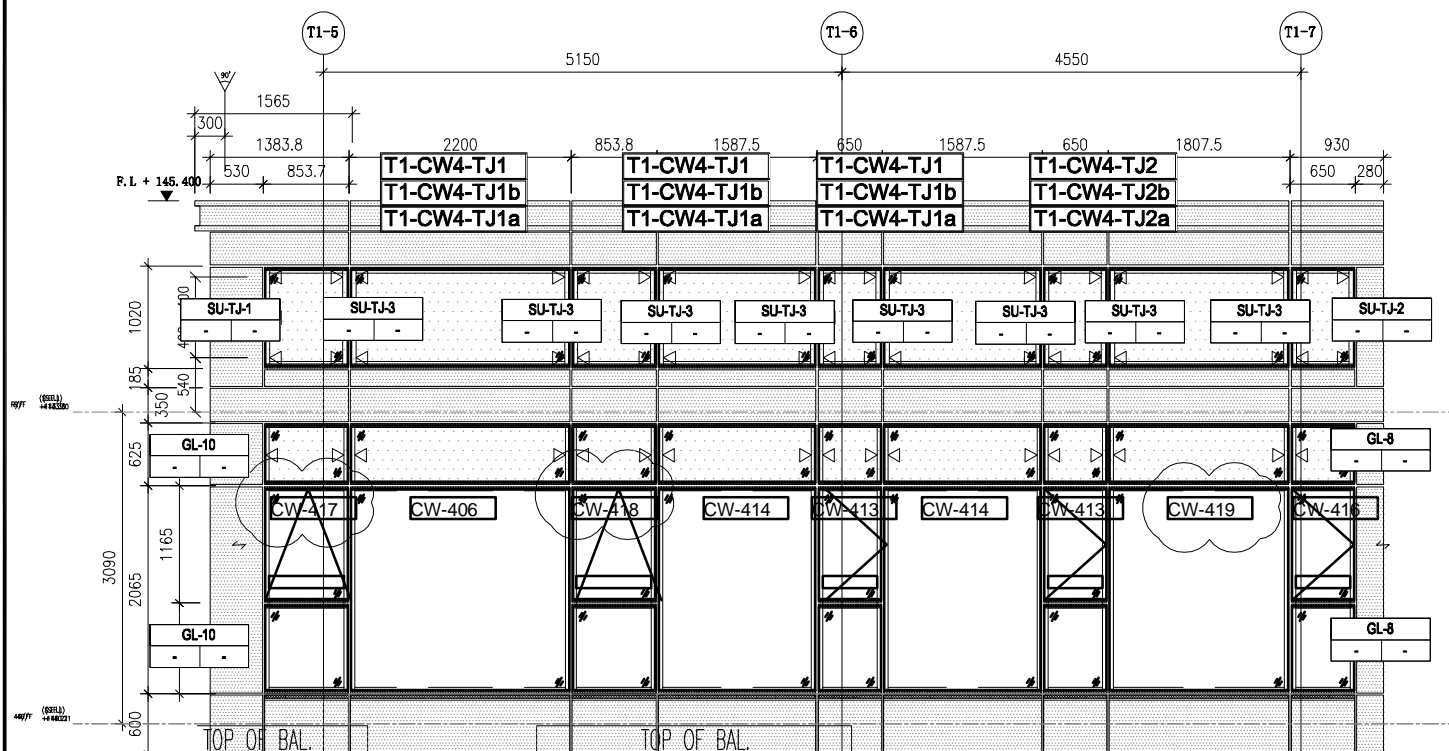 T1-5
T1-6
T1-7
5150
4550
90°
1565
300
1383.8
2200
853.8
1587.5
650
1587.5
650
1807.5
930
530
853.7
650
280
F.L + 145.400
T1-CW4-TJ1
T1-CW4-TJ1
T1-CW4-TJ1
T1-CW4-TJ2
T1-CW4-TJ1b
T1-CW4-TJ1b
T1-CW4-TJ1b
T1-CW4-TJ2b
T1-CW4-TJ1a
T1-CW4-TJ1a
T1-CW4-TJ1a
T1-CW4-TJ2a
1020
SU-TJ-1
SU-TJ-3
SU-TJ-3
SU-TJ-3
SU-TJ-3
SU-TJ-3
SU-TJ-3
SU-TJ-3
SU-TJ-3
SU-TJ-2
- -
- -
- -
- -
- -
- -
- -
- -
- -
- -
185
540
350
625
GL-10
- -
GL-8
- -
CW-417
CW-406
CW-418
CW-414
CW-413
CW-414
CW-413
CW-419
CW-416
1165
3090
2065
GL-10
- -
GL-8
- -
600
TOP OF BAL.
TOP OF BAL.